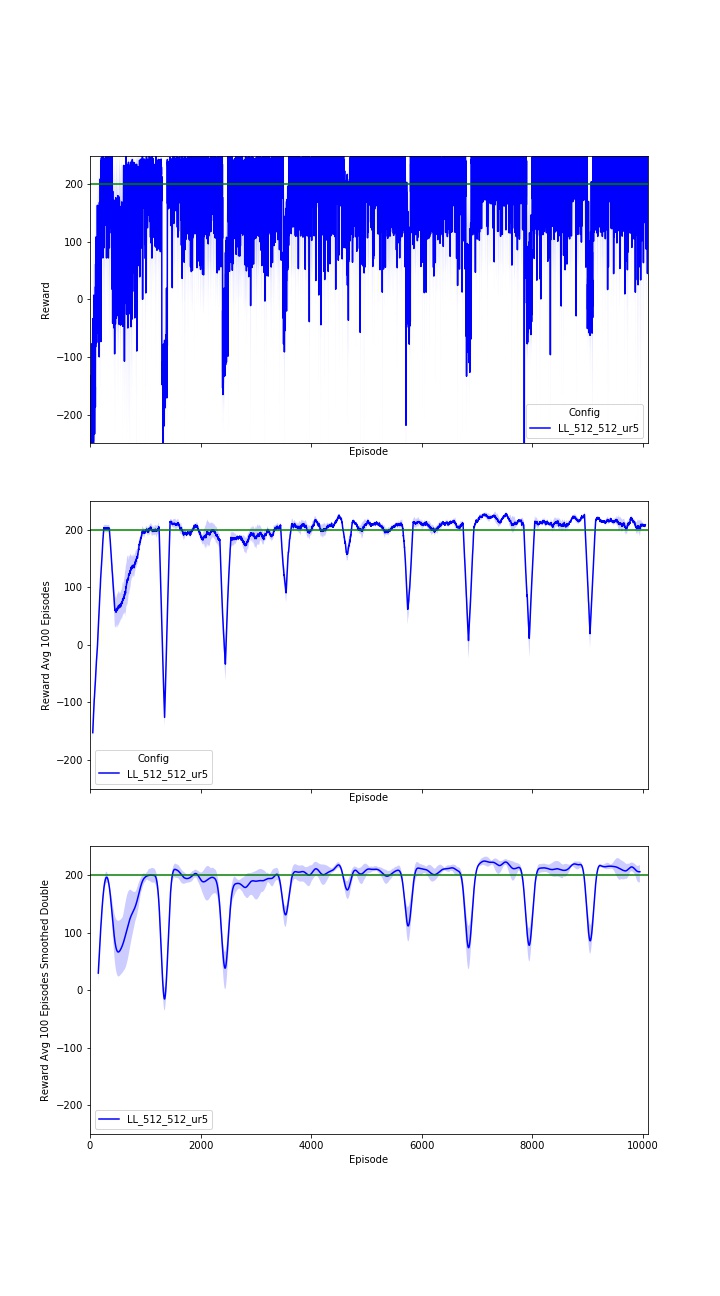 200
100
0
−100
−200
Reward
Config
LL_512_512_ur5
Episode
200
100
0
−100
−200
Reward Avg 100 Episodes
Config
LL_512_512_ur5
Episode
200
100
0
−100
−200
Reward Avg 100 Episodes Smoothed Double
LL_512_512_ur5
0
2000
4000
6000
8000
10000
Episode